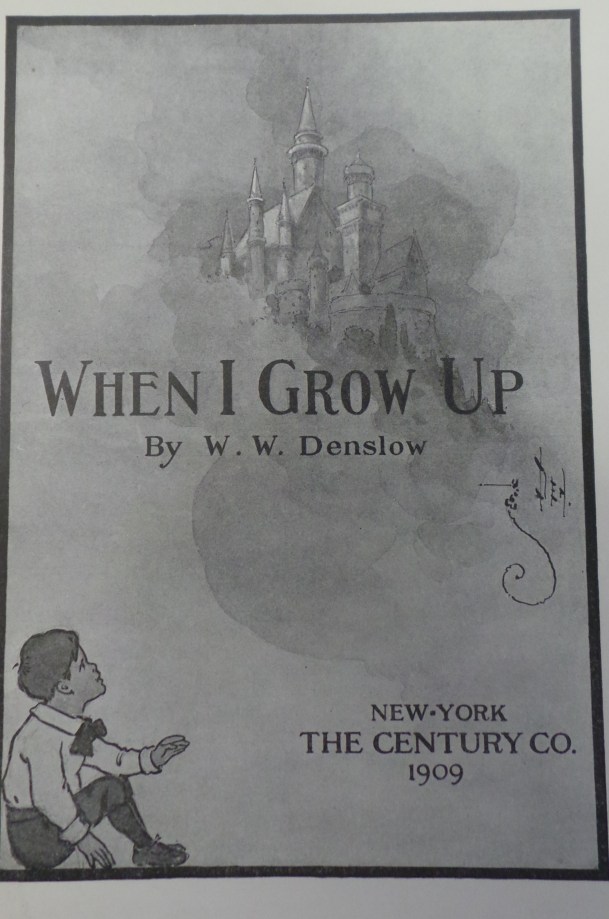 WHEN I GROW UP
By W. W. Denslow
NEW-YORK
THE CENTURY CO.
1909